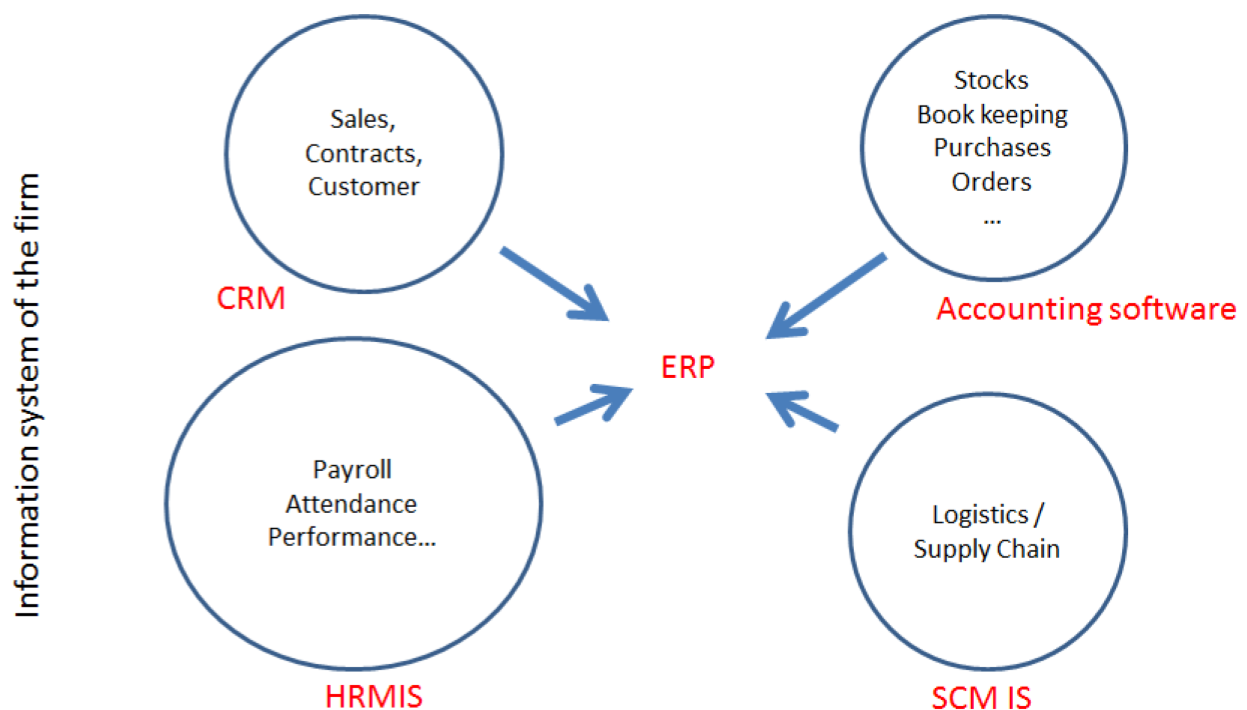 Information system of the firm
Sales,
Contracts,
Customer
CRM
Stocks
Book keeping
Purchases
Orders
...
Accounting software
ERP
Payroll
Attendance
Performance...
HRMIS
Logistics /
Supply Chain
SCM IS